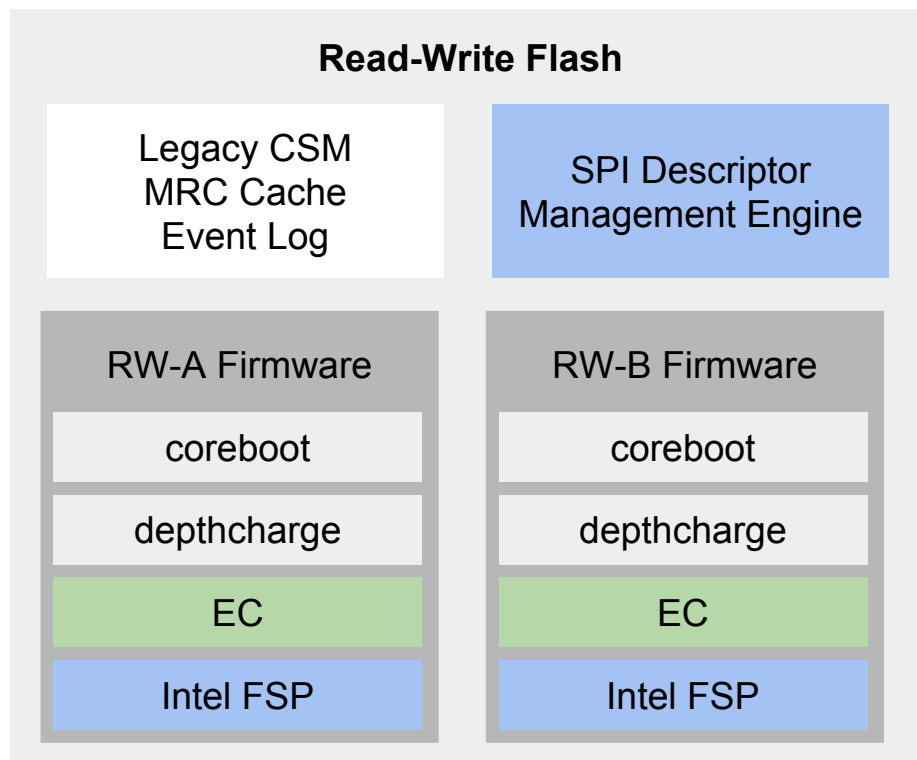 Read-Write Flash
Legacy CSM
MRC Cache
Event Log
SPI Descriptor
Management Engine
RW-A Firmware
coreboot
depthcharge
EC
Intel FSP
RW-B Firmware
coreboot
depthcharge
EC
Intel FSP